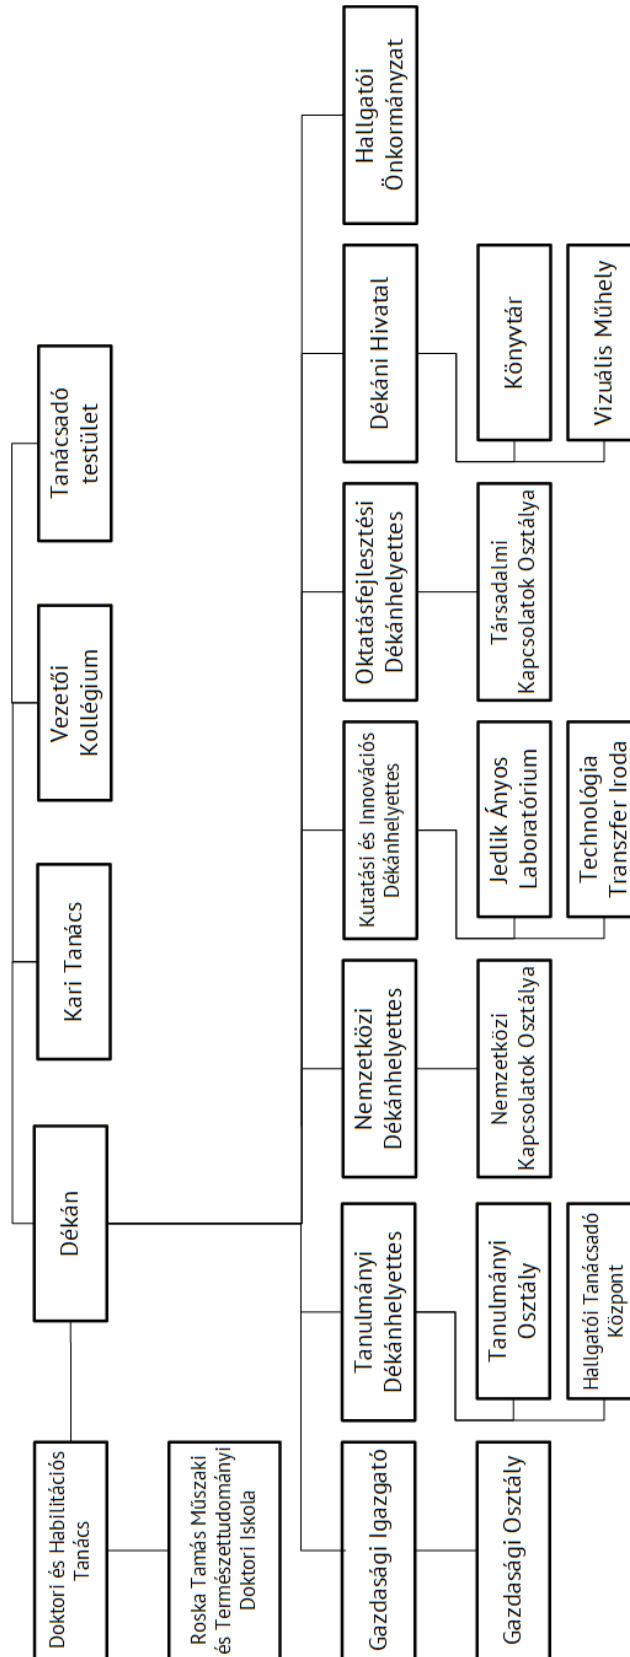 Doktori és Habilitációs
Tanács
Dékán
Kari Tanács
Vezetői
Kollégium
Tanácsadó
testület
Roska Tamás Műszaki
és Természettudományi
Doktori Iskola
Gazdasági Igazgató
Tanulmányi
Dékánhelyettes
Nemzetközi
Dékánhelyettes
Kutatási és Innovációs
Dékánhelyettes
Oktatásfejlesztési
Dékánhelyettes
Dékáni Hivatal
Hallgatói
Önkormányzat
Gazdasági Osztály
Tanulmányi
Osztály
Nemzetközi
Kapcsolatok Osztálya
Jedlik Ányos
Laboratórium
Társadalmi
Kapcsolatok Osztálya
Könyvtár
Hallgatói Tanácsadó
Központ
Technológia
Transzfer Iroda
Vizuális Műhely